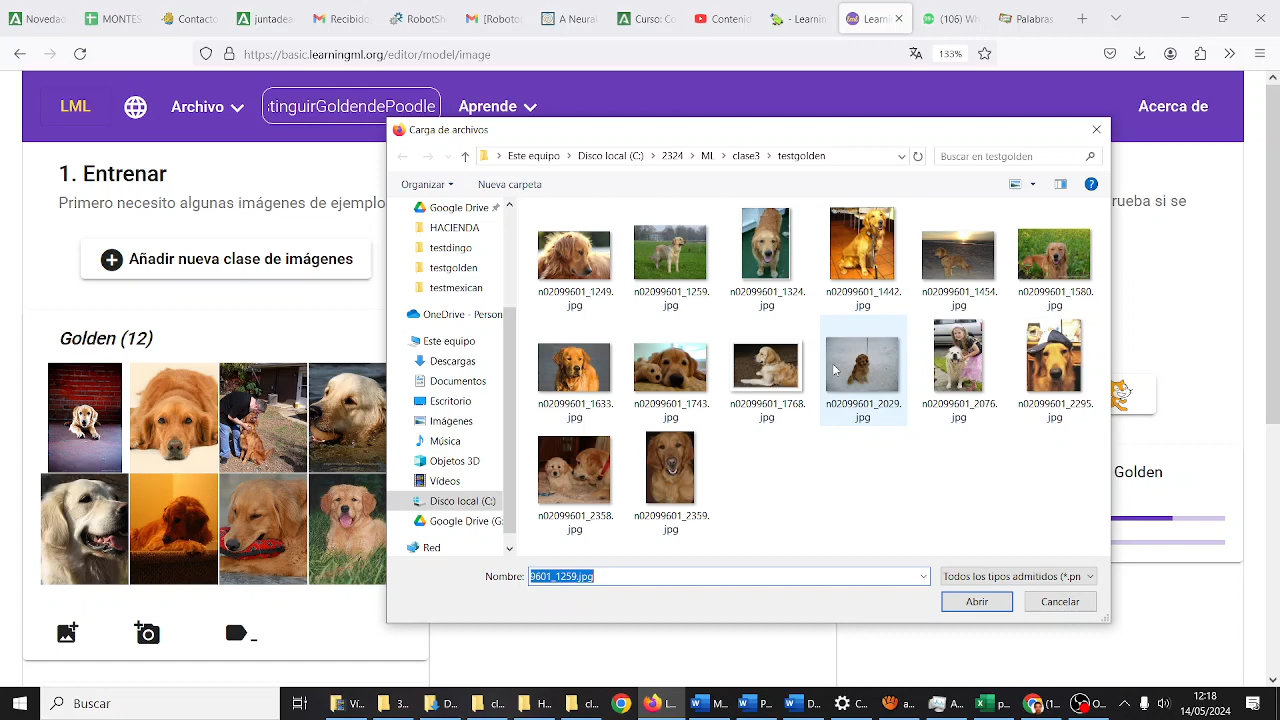 Novedad
MONTES
Contacto
juntadea
Recibido
RobotSh
[Robotol
A Neural
Curso: Co
Contenid
Learnin
Learni
(106) Wh
Palabras
https://basic.learningml.org/editor/model/image
133%
LML
Archivo
tinguirGoldendePoodle
Aprende
Acerca de
1. Entrenar
Primero necesito algunas imágenes de ejemplo
rueba si se
Añadir nueva clase de imágenes
Golden (12)
Golden
Carga de archivos
Este equipo > Disco local (C:) > 2324 > ML > clase3 > testgolden
Buscar en testgolden
Organizar
Nueva carpeta
Google Drive
HACIENDA
testdingo
testgolden
testmexican
OneDrive - Person
Este equipo
Descargas
Documentos
Escritorio
Imágenes
Música
Objetos 3D
Vídeos
Disco local (C:)
Google Drive (G:
Red
n02099601_1249.jpg
n02099601_1259.jpg
n02099601_1324.jpg
n02099601_1442.jpg
n02099601_1454.jpg
n02099601_1580.jpg
n02099601_1633.jpg
n02099601_1743.jpg
n02099601_1768.jpg
n02099601_2029.jpg
n02099601_2076.jpg
n02099601_2295.jpg
n02099601_2358.jpg
n02099601_2359.jpg
Nombre:
9601_1259.jpg
Todos los tipos admitidos (*.pn
Abrir
Cancelar
Buscar
12:18
14/05/2024